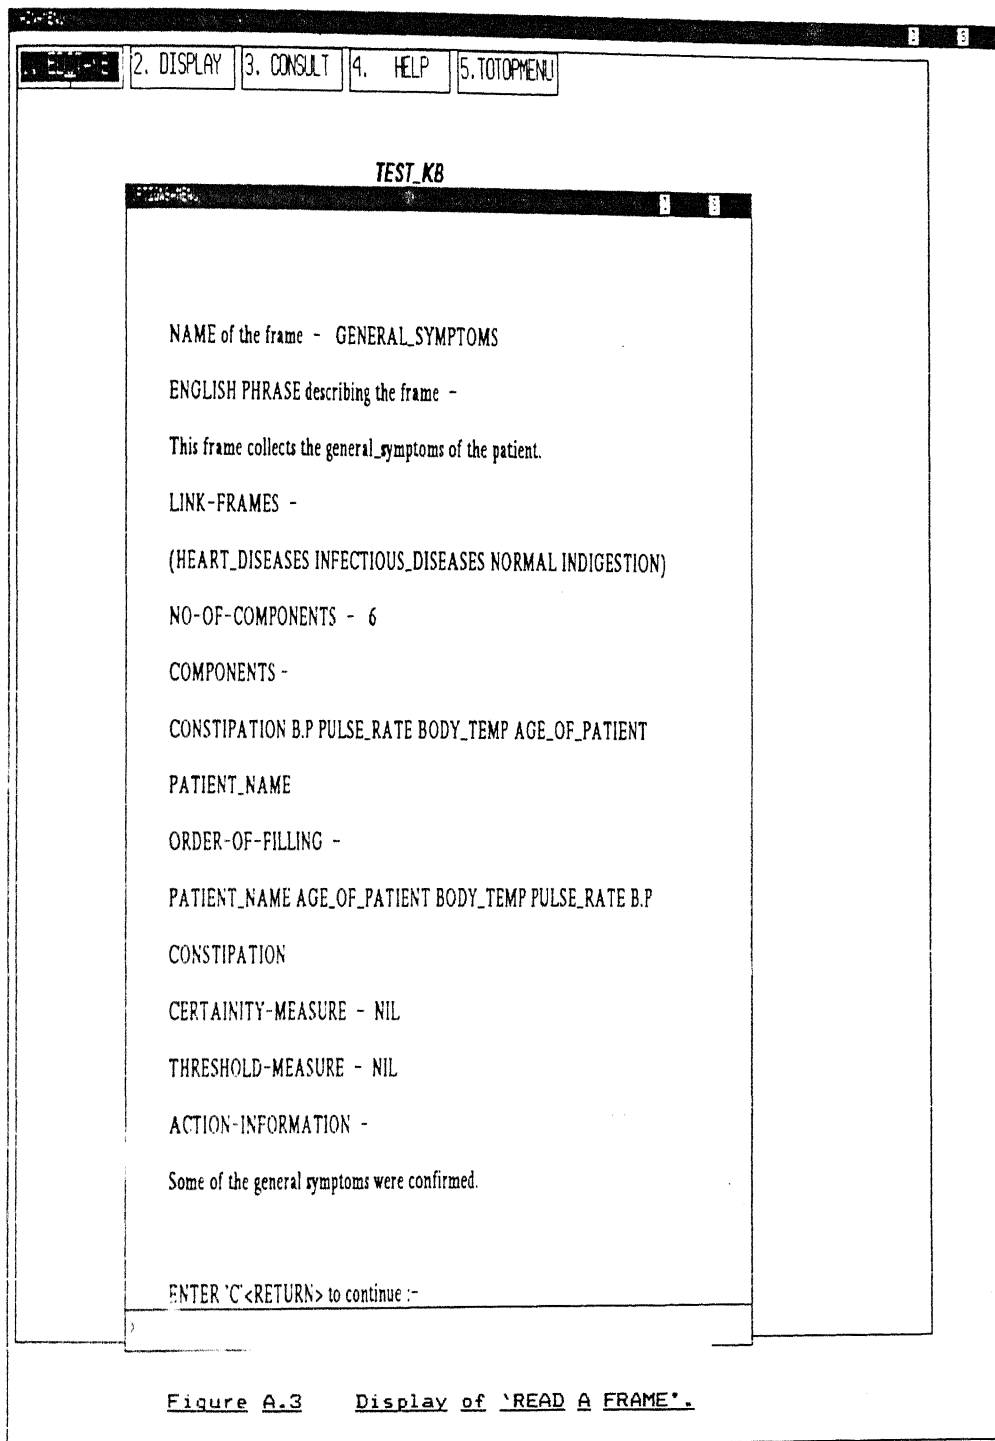 2. DISPLAY 3. CONSULT 4. HELP 5.TOTOPMENU
TEST_KB
NAME of the frame - GENERAL_SYMPTOMS
ENGLISH PHRASE describing the frame -
This frame collects the general_symptoms of the patient.
LINK-FRAMES -
(HEART_DISEASES INFECTIOUS_DISEASES NORMAL INDIGESTION)
NO-OF-COMPONENTS - 6
COMPONENTS -
CONSTIPATION B.P PULSE_RATE BODY_TEMP AGE_OF_PATIENT
PATIENT_NAME
ORDER-OF-FILLING -
PATIENT_NAME AGE_OF_PATIENT BODY_TEMP PULSE_RATE B.P
CONSTIPATION
CERTAINITY-MEASURE - NIL
THRESHOLD-MEASURE - NIL
ACTION-INFORMATION -
Some of the general symptoms were confirmed.
ENTER 'C'<RETURN> to continue :-
Figure A.3 Display of `READ A FRAME'.